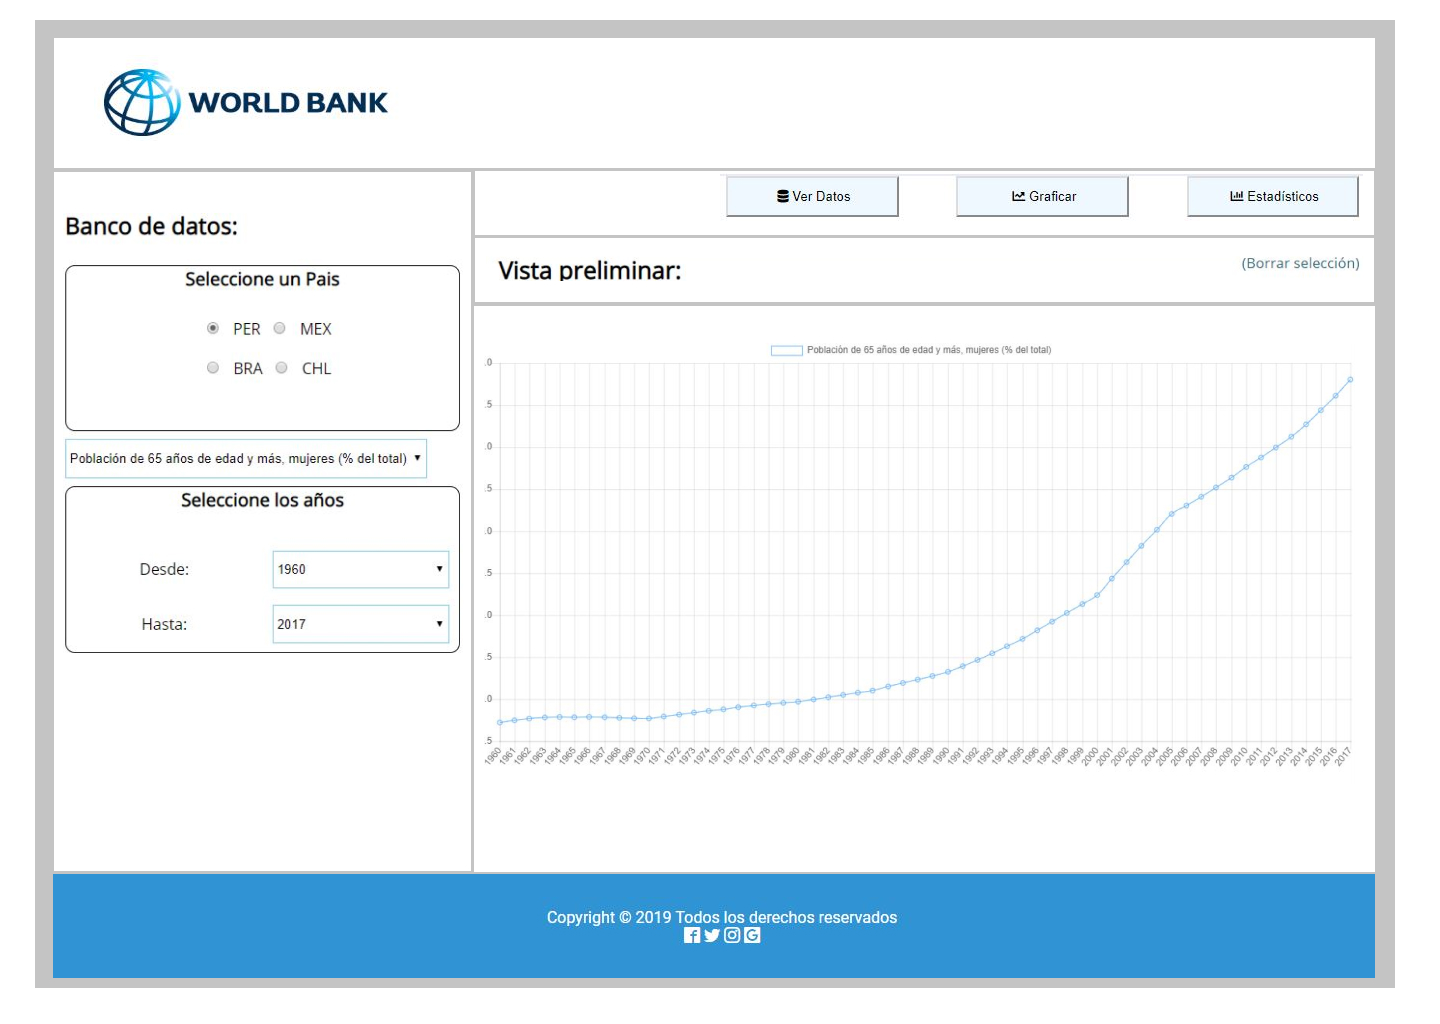 WORLD BANK
Ver Datos
Graficar
Estadísticos
Banco de datos:
Vista preliminar:
(Borrar selección)
Seleccione un Pais
PER
MEX
BRA
CHL
Población de 65 años de edad y más, mujeres (% del total)
Seleccione los años
Desde:
1960
Hasta:
2017
Población de 65 años de edad y más, mujeres (% del total)
.0
.5
.0
.5
.0
.5
.0
.5
.0
.5
1960 1961 1962 1963 1964 1965 1966 1967 1968 1969 1970 1971 1972 1973 1974 1975 1976 1977 1978 1979 1980 1981 1982 1983 1984 1985 1986 1987 1988 1989 1990 1991 1992 1993 1994 1995 1996 1997 1998 1999 2000 2001 2002 2003 2004 2005 2006 2007 2008 2009 2010 2011 2012 2013 2014 2015 2016 2017
Copyright © 2019 Todos los derechos reservados